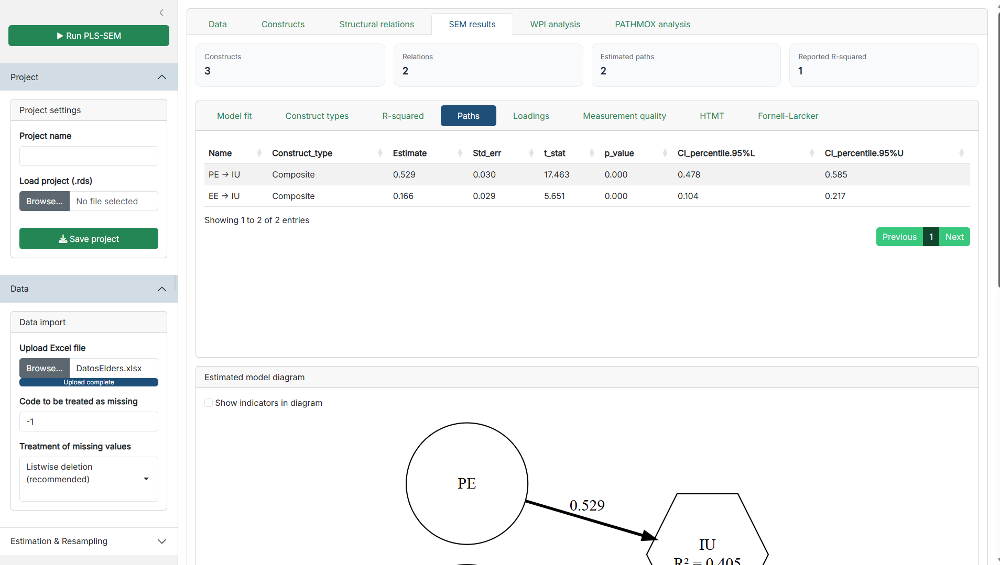 Run PLS-SEM
Project
Project settings
Project name
Load project (.rds)
Browse... No file selected
Save project
Data
Data import
Upload Excel file
Browse... DatosElders.xlsx
Upload complete
Code to be treated as missing
-1
Treatment of missing values
Listwise deletion
(recommended)
Estimation & Resampling
Data Constructs Structural relations SEM results WPI analysis PATHMOX analysis
Constructs Relations Estimated paths Reported R-squared
3 2 2 1
Model fit Construct types R-squared Paths Loadings Measurement quality HTMT Fornell-Larcker
Name Construct_type Estimate Std_err t_stat p_value CI_percentile.95%L CI_percentile.95%U
PE → IU Composite 0.529 0.030 17.463 0.000 0.478 0.585
EE → IU Composite 0.166 0.029 5.651 0.000 0.104 0.217
Showing 1 to 2 of 2 entries
Previous 1 Next
Estimated model diagram
Show indicators in diagram
PE
0.529
IU
R² = 0.405